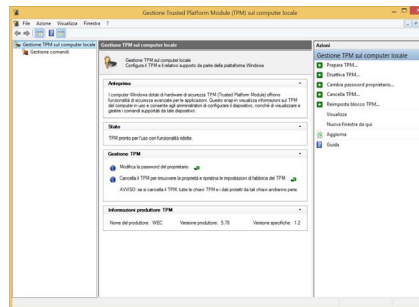 Gestione Trusted Platform Module (TPM) sul computer locale
File Azione Visualizza Finestra ?
Gestione TPM sul computer locale
Gestione comandi
Gestione Trusted Platform Module (TPM) sul computer locale
Gestione TPM sul computer locale
Configura il TPM e il relativo supporto da parte della piattaforma Windows
Anteprima
I computer Windows dotati di hardware di sicurezza TPM (Trusted Platform Module) offrono
funzionalità di sicurezza avanzate per le applicazioni. Questo snap-in visualizza informazioni sul TPM
del computer in uso e consente agli amministratori di configurare il dispositivo, nonché di visualizzare e
gestire i comandi supportati da tale dispositivo.
Stato
TPM pronto per l'uso con funzionalità ridotte.
Gestione TPM
Modifica la password del proprietario.
Cancella il TPM per rimuovere la proprietà e ripristina le impostazioni di fabbrica del TPM.
AVVISO: se si cancella il TPM, tutte le chiavi TPM e i dati protetti da tali chiavi andranno persi.
Informazioni produttore TPM
Nome del produttore: WEC Versione produttore: 5.78 Versione specifiche: 1.2
Azioni
Gestione TPM sul computer locale
Prepara TPM...
Disattiva TPM...
Cambia password proprietario...
Cancella TPM...
Reimposta blocco TPM...
Visualizza
Nuova finestra da qui
Aggiorna
Guida